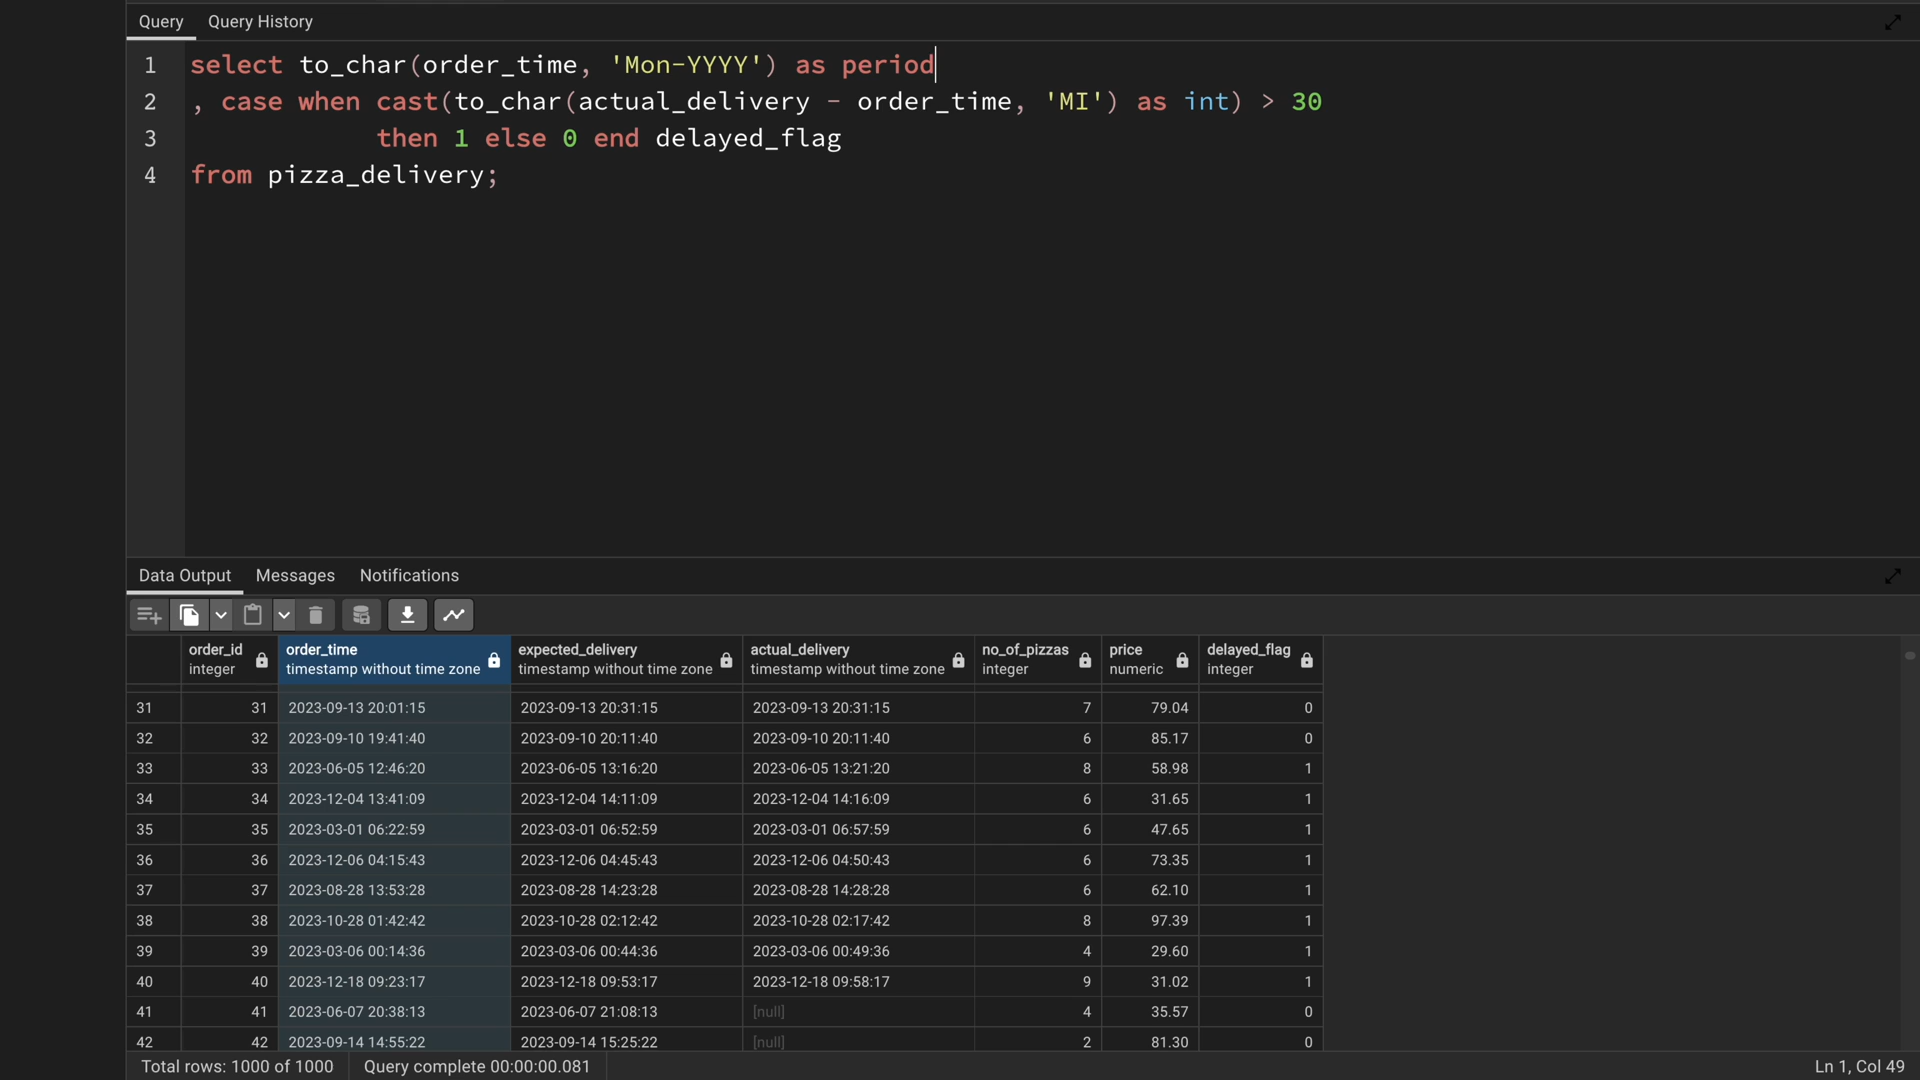 Query Query History
1 select to_char(order_time, 'Mon-YYYY') as period
2 , case when cast(to_char(actual_delivery - order_time, 'MI') as int) > 30
3 then 1 else 0 end delayed_flag
4 from pizza_delivery;
Data Output Messages Notifications
order_id order_time expected_delivery actual_delivery no_of_pizzas price delayed_flag
integer timestamp without time zone timestamp without time zone timestamp without time zone integer numeric integer
31 31 2023-09-13 20:01:15 2023-09-13 20:31:15 2023-09-13 20:31:15 7 79.04 0
32 32 2023-09-10 19:41:40 2023-09-10 20:11:40 2023-09-10 20:11:40 6 85.17 0
33 33 2023-06-05 12:46:20 2023-06-05 13:16:20 2023-06-05 13:21:20 8 58.98 1
34 34 2023-12-04 13:41:09 2023-12-04 14:11:09 2023-12-04 14:16:09 6 31.65 1
35 35 2023-03-01 06:22:59 2023-03-01 06:52:59 2023-03-01 06:57:59 6 47.65 1
36 36 2023-12-06 04:15:43 2023-12-06 04:45:43 2023-12-06 04:50:43 6 73.35 1
37 37 2023-08-28 13:53:28 2023-08-28 14:23:28 2023-08-28 14:28:28 6 62.10 1
38 38 2023-10-28 01:42:42 2023-10-28 02:12:42 2023-10-28 02:17:42 8 97.39 1
39 39 2023-03-06 00:14:36 2023-03-06 00:44:36 2023-03-06 00:49:36 4 29.60 1
40 40 2023-12-18 09:23:17 2023-12-18 09:53:17 2023-12-18 09:58:17 9 31.02 1
41 41 2023-06-07 20:38:13 2023-06-07 21:08:13 [null] 4 35.57 0
42 42 2023-09-14 14:55:22 2023-09-14 15:25:22 [null] 2 81.30 0
Total rows: 1000 of 1000 Query complete 00:00:00.081 Ln 1, Col 49